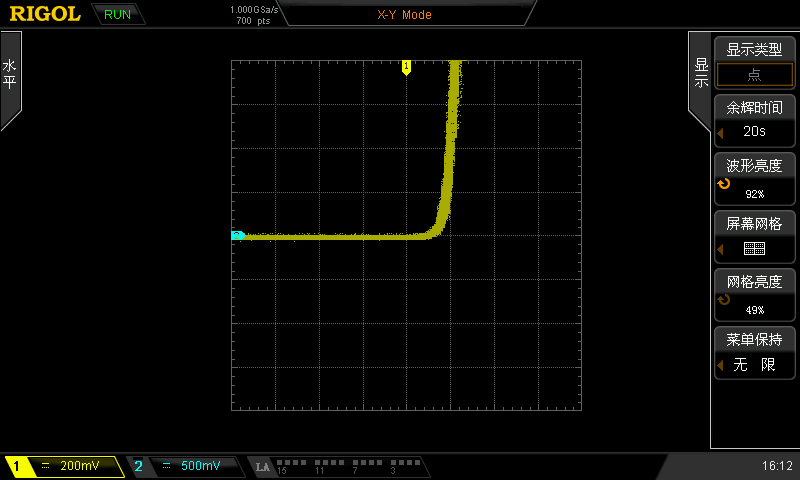 RIGOL
RUN
1.000GSa/s
700 pts
X-Y Mode
水平
1
2
显示
显示类型
点
余辉时间
20s
波形亮度
92%
屏幕网格
网格亮度
49%
菜单保持
无 限
1 200mV
2 500mV
LA
15 11 7 3
16:12